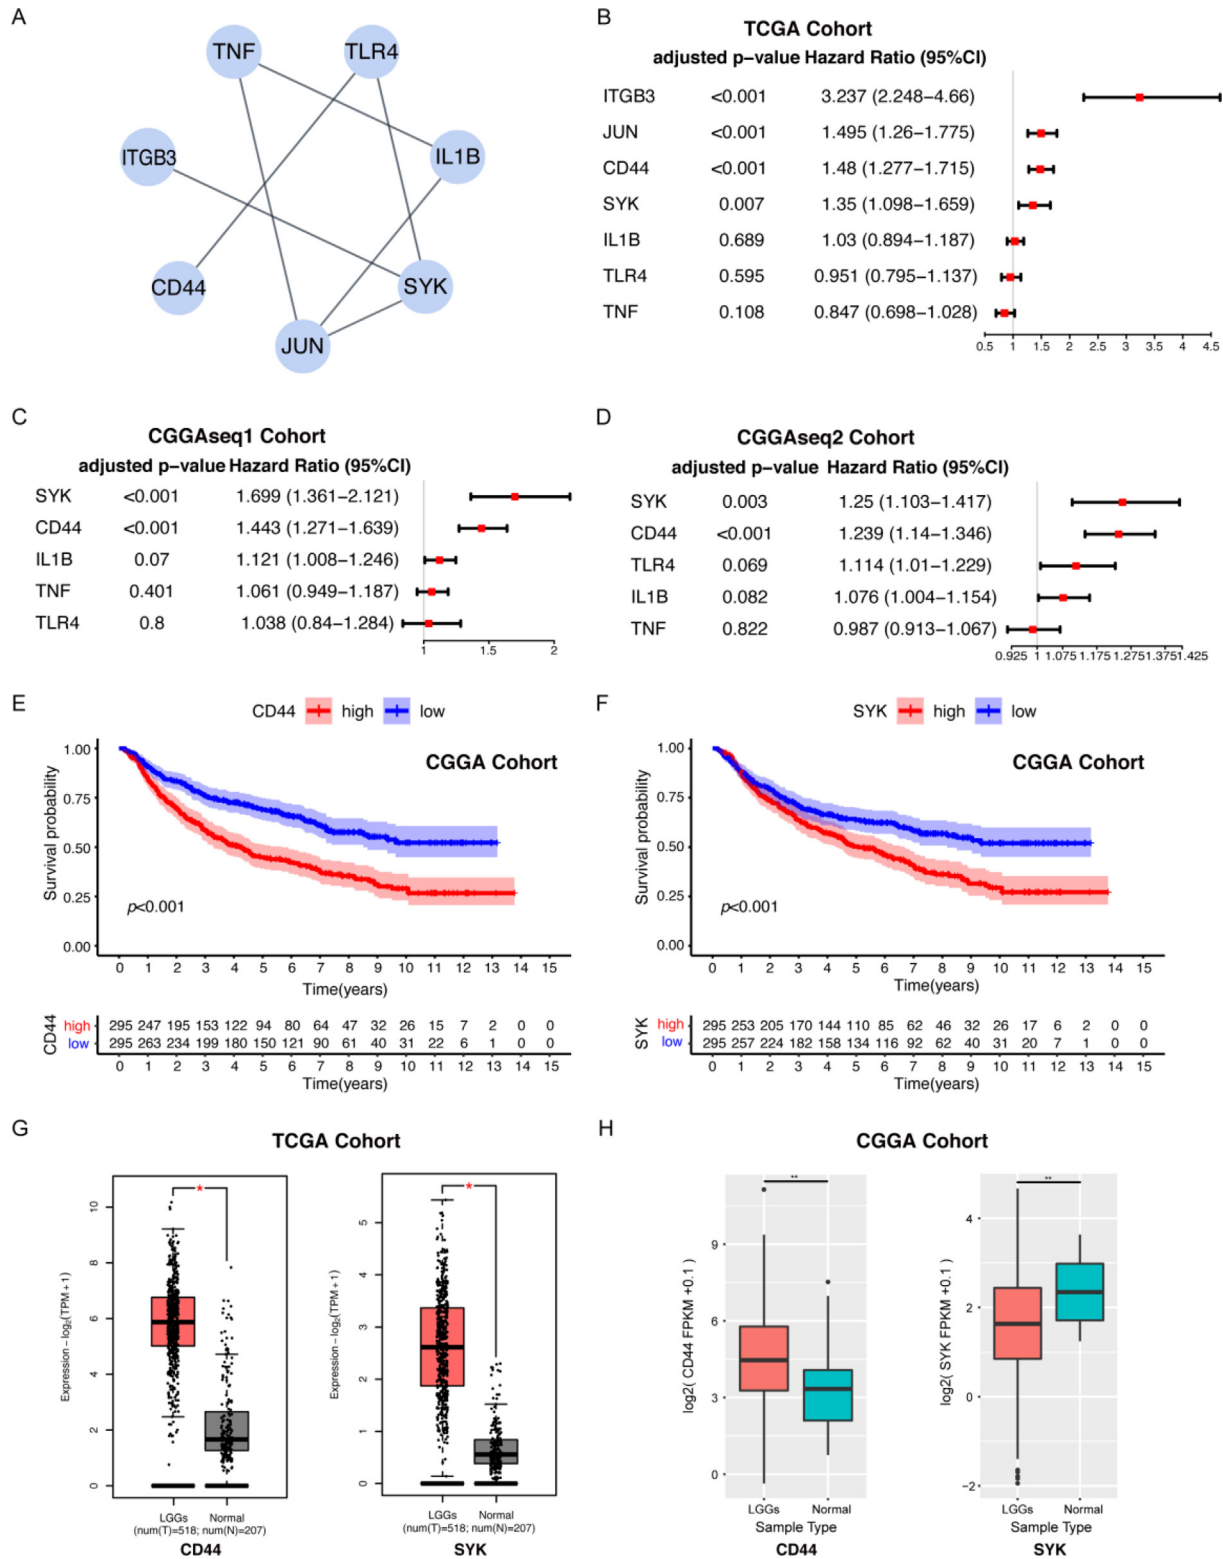 A
TNF
TLR4
ITGB3
IL1B
CD44
SYK
JUN
B
TCGA Cohort
adjusted p−value Hazard Ratio (95%CI)
ITGB3 <0.001 3.237 (2.248−4.66)
JUN <0.001 1.495 (1.26−1.775)
CD44 <0.001 1.48 (1.277−1.715)
SYK 0.007 1.35 (1.098−1.659)
IL1B 0.689 1.03 (0.894−1.187)
TLR4 0.595 0.951 (0.795−1.137)
TNF 0.108 0.847 (0.698−1.028)
0.5 1 1.5 2 2.5 3 3.5 4 4.5
C
CGGAseq1 Cohort
adjusted p−value Hazard Ratio (95%CI)
SYK <0.001 1.699 (1.361−2.121)
CD44 <0.001 1.443 (1.271−1.639)
IL1B 0.07 1.121 (1.008−1.246)
TNF 0.401 1.061 (0.949−1.187)
TLR4 0.8 1.038 (0.84−1.284)
1 1.5 2
D
CGGAseq2 Cohort
adjusted p−value Hazard Ratio (95%CI)
SYK 0.003 1.25 (1.103−1.417)
CD44 <0.001 1.239 (1.14−1.346)
TLR4 0.069 1.114 (1.01−1.229)
IL1B 0.082 1.076 (1.004−1.154)
TNF 0.822 0.987 (0.913−1.067)
0.925 1 1.075 1.175 1.275 1.375 1.425
E
CD44 high low
CGGA Cohort
Survival probability
1.00
0.75
0.50
0.25
0.00
p<0.001
0 1 2 3 4 5 6 7 8 9 10 11 12 13 14 15
Time(years)
CD44
high 295 247 195 153 122 94 80 64 47 32 26 15 7 2 0 0
low 295 263 234 199 180 150 121 90 61 40 31 22 6 1 0 0
0 1 2 3 4 5 6 7 8 9 10 11 12 13 14 15
Time(years)
F
SYK high low
CGGA Cohort
Survival probability
1.00
0.75
0.50
0.25
0.00
p<0.001
0 1 2 3 4 5 6 7 8 9 10 11 12 13 14 15
Time(years)
SYK
high 295 253 205 170 144 110 85 62 46 32 26 17 6 2 0 0
low 295 257 224 182 158 134 116 92 62 40 31 20 7 1 0 0
0 1 2 3 4 5 6 7 8 9 10 11 12 13 14 15
Time(years)
G
TCGA Cohort
Expression − log2(TPM + 1)
10
8
6
4
2
0
*
LGGs Normal
(num(T)=518; num(N)=207)
CD44
Expression − log2(TPM + 1)
5
4
3
2
1
0
*
LGGs Normal
(num(T)=518; num(N)=207)
SYK
H
CGGA Cohort
log2( CD44 FPKM +0.1 )
9
6
3
0
**
LGGs Normal
Sample Type
CD44
log2( SYK FPKM +0.1 )
4
2
0
−2
**
LGGs Normal
Sample Type
SYK